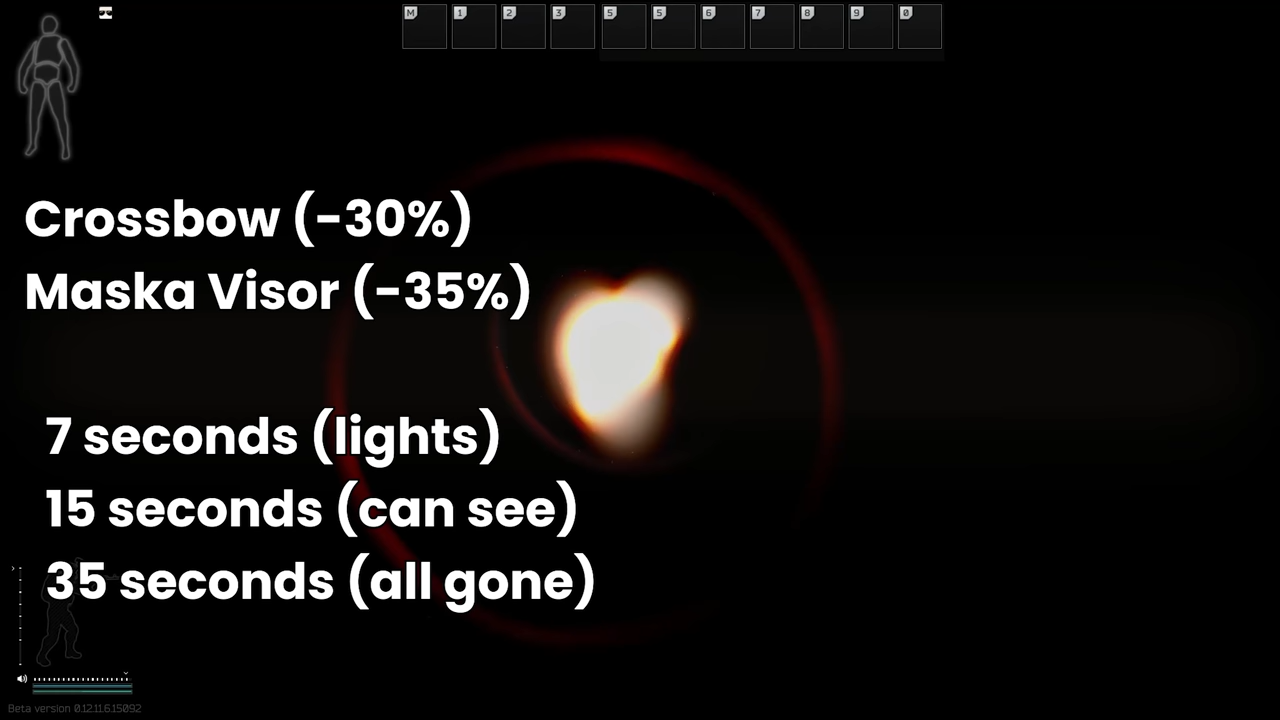 M 1 2 3 5 5 6 7 8 9 0
Crossbow (-30%)
Maska Visor (-35%)
7 seconds (lights)
15 seconds (can see)
35 seconds (all gone)
Beta version 0.12.11.6.15092